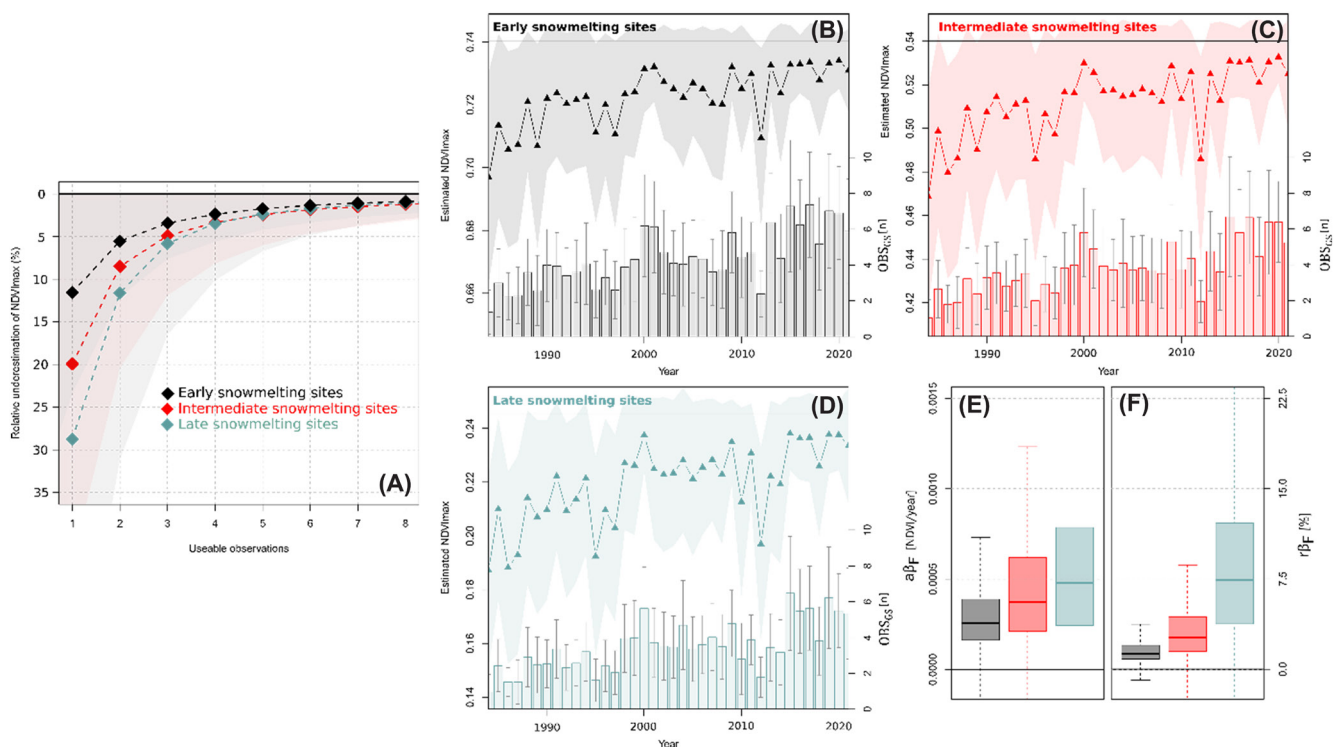 Relative underestimation of NDVImax (%)
0
5
10
15
20
25
30
35
Early snowmelting sites
Intermediate snowmelting sites
Late snowmelting sites
(A)
1 2 3 4 5 6 7 8
Useable observations
Early snowmelting sites
(B)
Estimated NDVImax
Estimated NDVImax
0.74
0.72
0.70
0.68
0.66
10
8
6
4
2
0
OBSGS [n]
1990 2000 2010 2020
Year
Intermediate snowmelting sites
(C)
Estimated NDVImax
0.54
0.52
0.50
0.48
0.46
0.44
0.42
10
8
6
4
2
0
OBSGS [n]
1990 2000 2010 2020
Year
Late snowmelting sites
(D)
Estimated NDVImax
0.24
0.22
0.20
0.18
0.16
0.14
10
8
6
4
2
0
OBSGS [n]
1990 2000 2010 2020
Year
(E)
aβF [NDVI/year]
0.0015
0.0010
0.0005
0.0000
(F)
rβF [%]
22.5
15.0
7.5
0.0